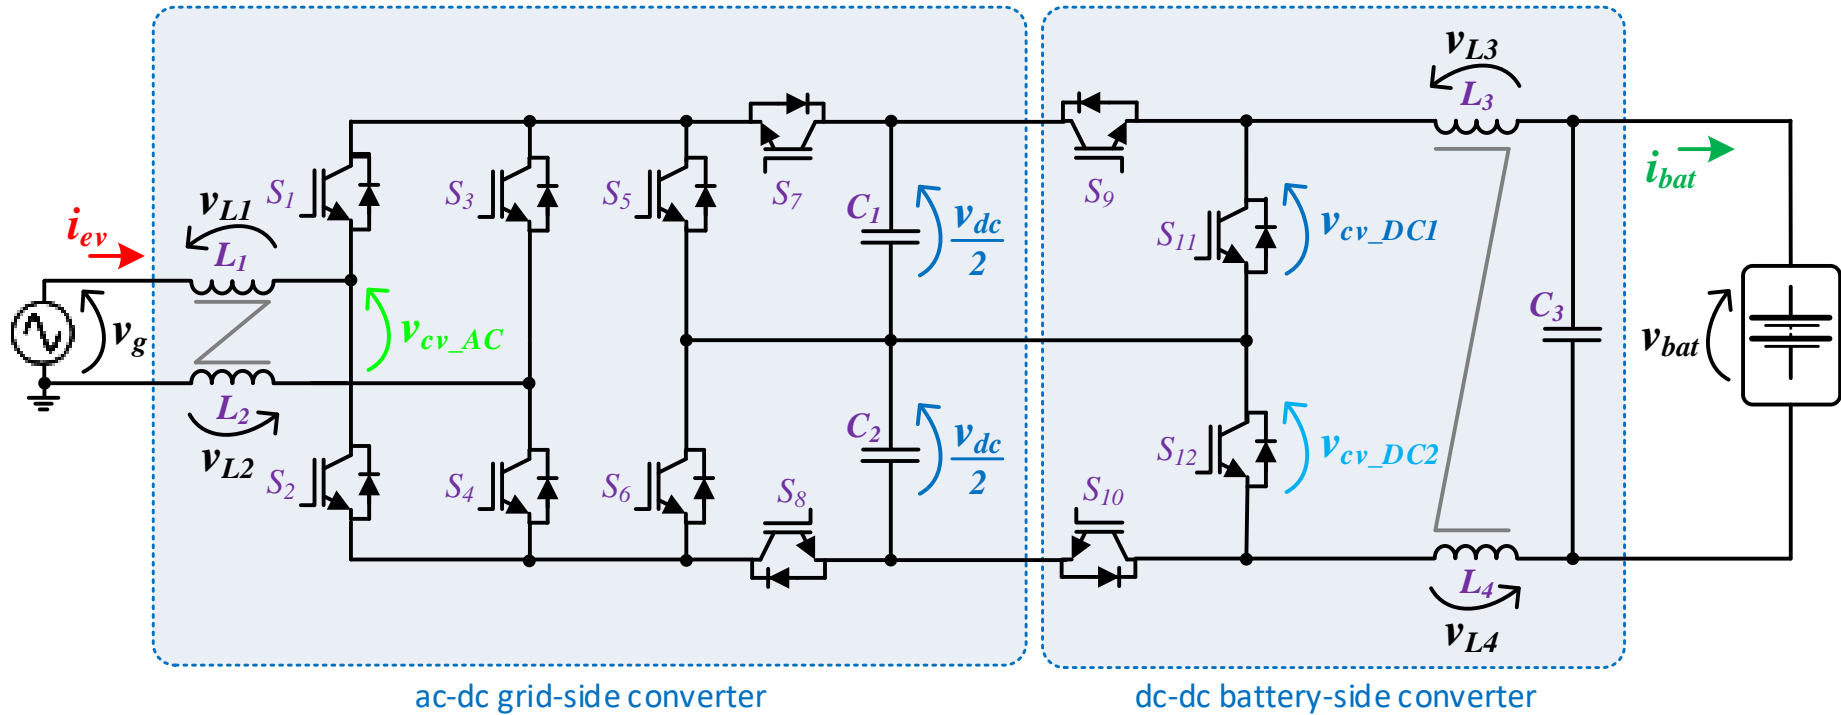 v_L3
L_3
v_L1
S_1
S_3
S_5
S_7
C_1
v_dc
2
S_9
S_11
v_cv_DC1
i_bat
i_ev
L_1
v_g
v_cv_AC
C_3
v_bat
L_2
v_L2
S_2
S_4
S_6
S_8
C_2
v_dc
2
S_10
S_12
v_cv_DC2
L_4
v_L4
ac-dc grid-side converter
dc-dc battery-side converter